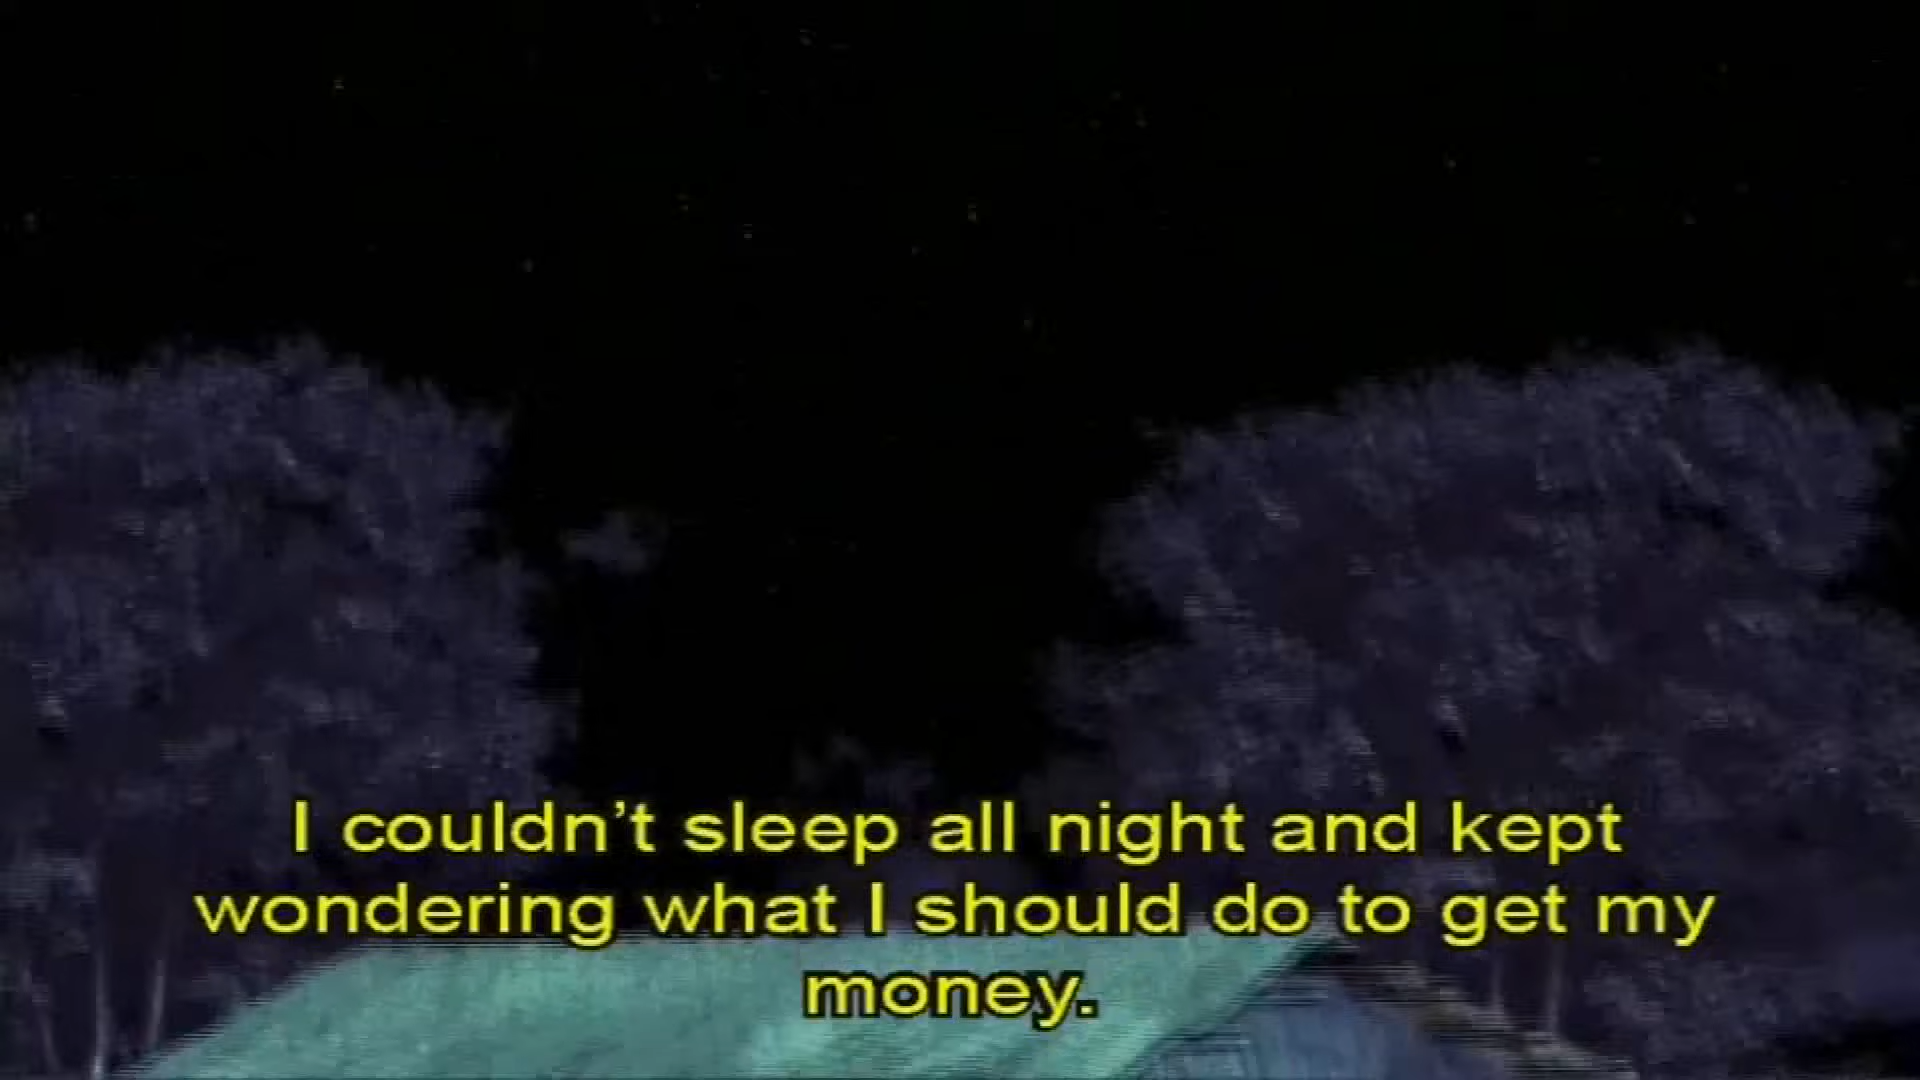 I couldn't sleep all night and kept
wondering what I should do to get my
money.